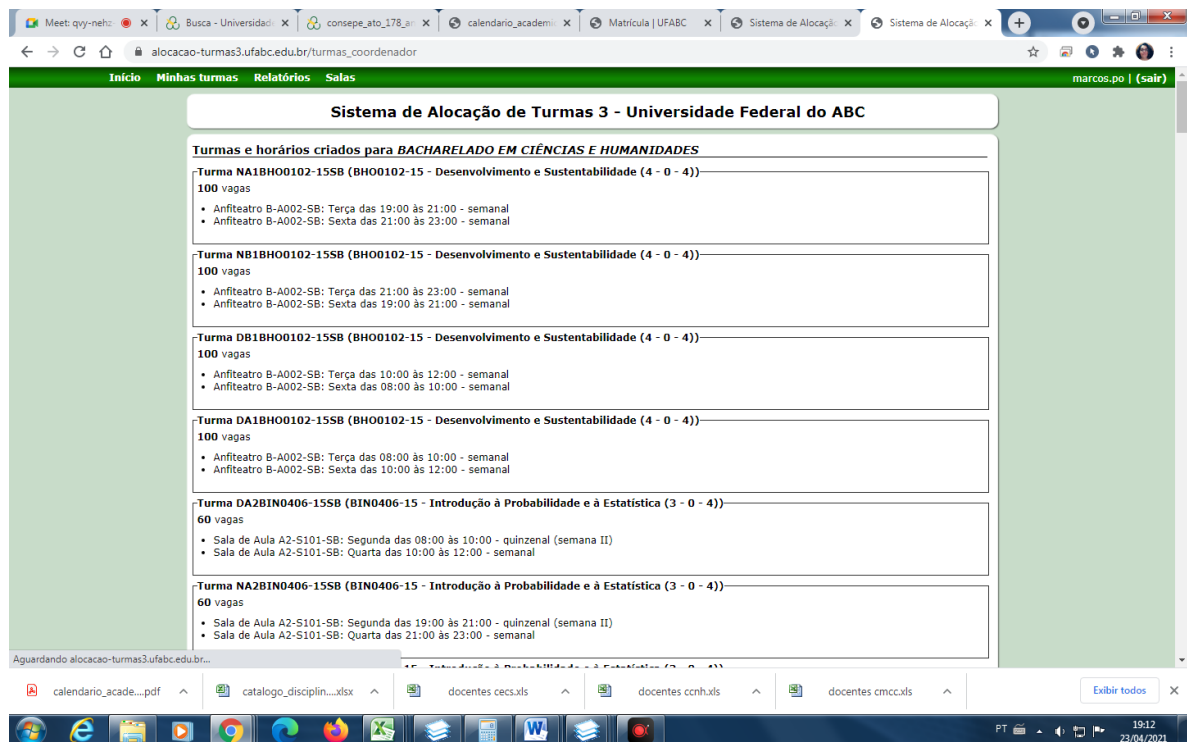 Meet: qvy-nehz
Busca - Universidad
consepe_ato_178_an
calendario_academic
Matrícula | UFABC
Sistema de Alocaçã
Sistema de Alocaçã
alocacao-turmas3.ufabc.edu.br/turmas_coordenador
Início Minhas turmas Relatórios Salas marcos.po | (sair)
Sistema de Alocação de Turmas 3 - Universidade Federal do ABC
Turmas e horários criados para BACHARELADO EM CIÊNCIAS E HUMANIDADES
Turma NA1BHO0102-15SB (BHO0102-15 - Desenvolvimento e Sustentabilidade (4 - 0 - 4))
100 vagas
• Anfiteatro B-A002-SB: Terça das 19:00 às 21:00 - semanal
• Anfiteatro B-A002-SB: Sexta das 21:00 às 23:00 - semanal
Turma NB1BHO0102-15SB (BHO0102-15 - Desenvolvimento e Sustentabilidade (4 - 0 - 4))
100 vagas
• Anfiteatro B-A002-SB: Terça das 21:00 às 23:00 - semanal
• Anfiteatro B-A002-SB: Sexta das 19:00 às 21:00 - semanal
Turma DB1BHO0102-15SB (BHO0102-15 - Desenvolvimento e Sustentabilidade (4 - 0 - 4))
100 vagas
• Anfiteatro B-A002-SB: Terça das 10:00 às 12:00 - semanal
• Anfiteatro B-A002-SB: Sexta das 08:00 às 10:00 - semanal
Turma DA1BHO0102-15SB (BHO0102-15 - Desenvolvimento e Sustentabilidade (4 - 0 - 4))
100 vagas
• Anfiteatro B-A002-SB: Terça das 08:00 às 10:00 - semanal
• Anfiteatro B-A002-SB: Sexta das 10:00 às 12:00 - semanal
Turma DA2BIN0406-15SB (BIN0406-15 - Introdução à Probabilidade e à Estatística (3 - 0 - 4))
60 vagas
• Sala de Aula A2-S101-SB: Segunda das 08:00 às 10:00 - quinzenal (semana II)
• Sala de Aula A2-S101-SB: Quarta das 10:00 às 12:00 - semanal
Turma NA2BIN0406-15SB (BIN0406-15 - Introdução à Probabilidade e à Estatística (3 - 0 - 4))
60 vagas
• Sala de Aula A2-S101-SB: Segunda das 19:00 às 21:00 - quinzenal (semana II)
• Sala de Aula A2-S101-SB: Quarta das 21:00 às 23:00 - semanal
Aguardando alocacao-turmas3.ufabc.edu.br...
calendario_acade....pdf
catalogo_disciplin....xlsx
docentes cecs.xls
docentes ccnh.xls
docentes cmcc.xls
Exibir todos
PT
19:12
23/04/2021